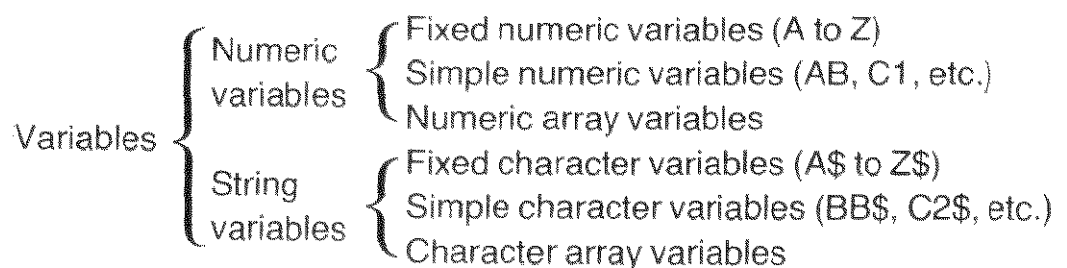 Variables
Numeric
variables
Fixed numeric variables (A to Z)
Simple numeric variables (AB, C1, etc.)
Numeric array variables
String
variables
Fixed character variables (A$ to Z$)
Simple character variables (BB$, C2$, etc.)
Character array variables